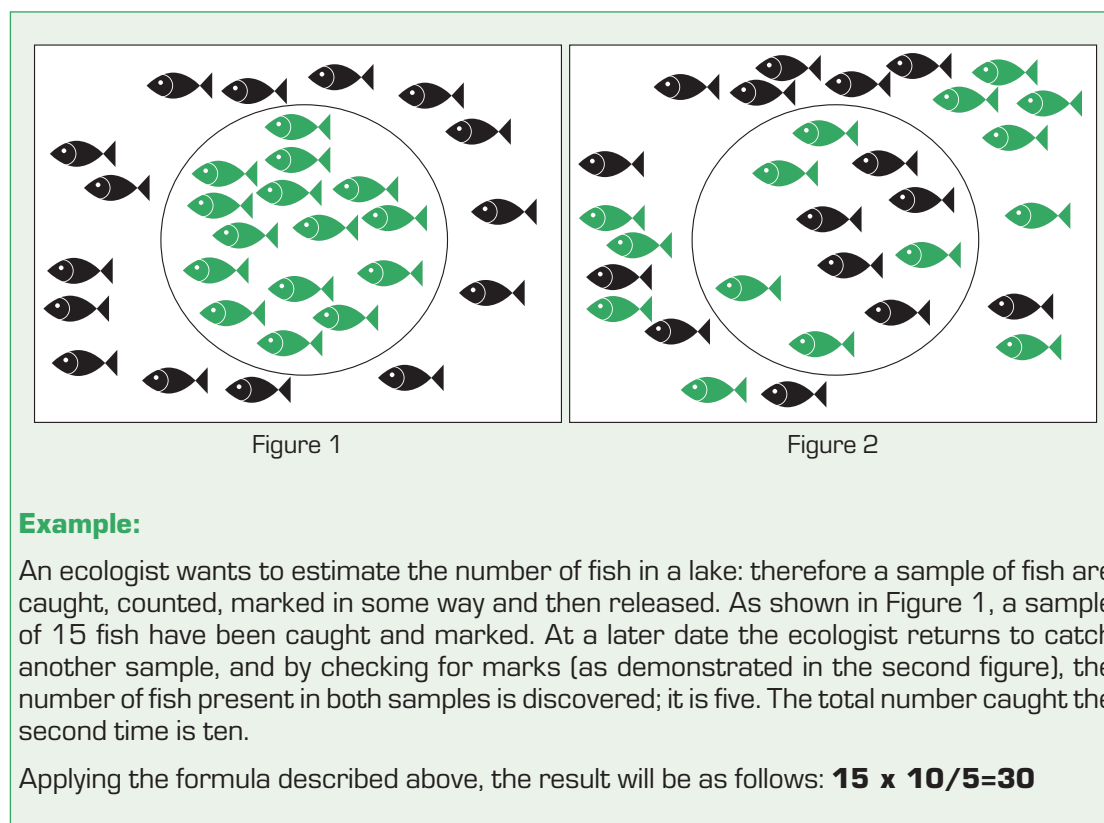 Figure 1
Figure 2
Example:
An ecologist wants to estimate the number of fish in a lake: therefore a sample of fish are
caught, counted, marked in some way and then released. As shown in Figure 1, a sample
of 15 fish have been caught and marked. At a later date the ecologist returns to catch
another sample, and by checking for marks (as demonstrated in the second figure), the
number of fish present in both samples is discovered; it is five. The total number caught the
second time is ten.
Applying the formula described above, the result will be as follows: 15 x 10/5=30